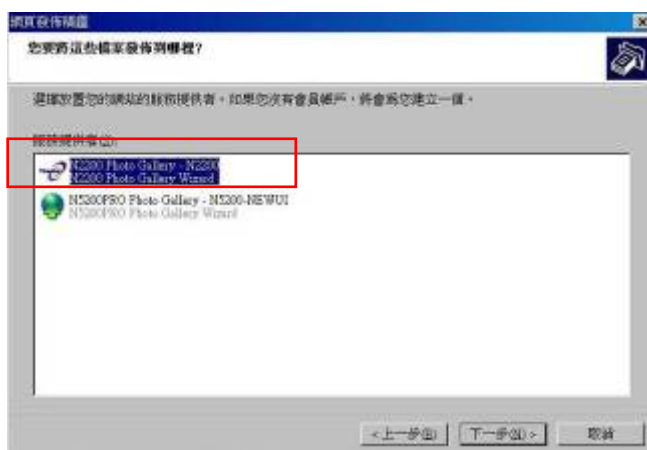 網頁發佈精靈
您要將這些檔案發佈到哪裡?
選擇放置您的網站的服務提供者。如果您沒有會員帳戶，將會為您建立一個。
服務提供者(S):
N2200 Photo Gallery - N2200
N2200 Photo Gallery Wizard
N5200PRO Photo Gallery - N5200-NEWUI
N5200PRO Photo Gallery Wizard
<上一步(B) 下一步(N)> 取消